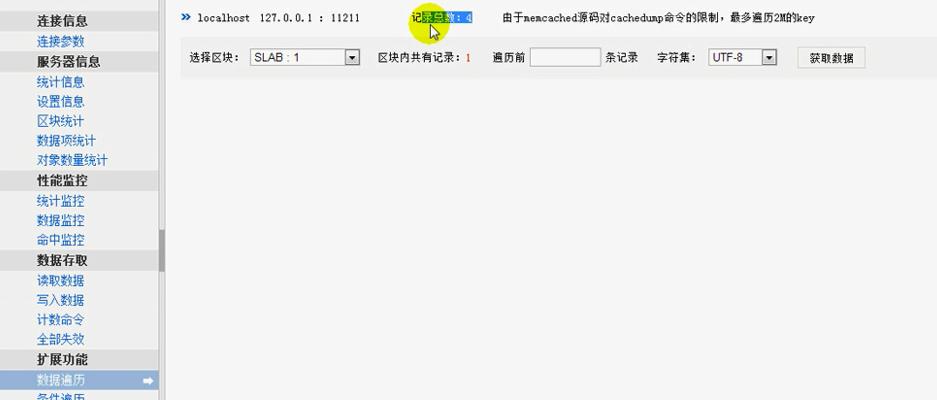 连接信息
连接参数
服务器信息
统计信息
设置信息
区块统计
数据项统计
对象数量统计
性能监控
统计监控
数据监控
命中监控
数据存取
读取数据
写入数据
计数命令
全部失效
扩展功能
数据遍历
条件遍历
localhost 127.0.0.1 : 11211 记录总数: 4 由于memcached源码对cachedump命令的限制，最多遍历2M的key
选择区块: SLAB : 1 区块内共有记录: 1 遍历前 条记录 字符集: UTF-8 获取数据